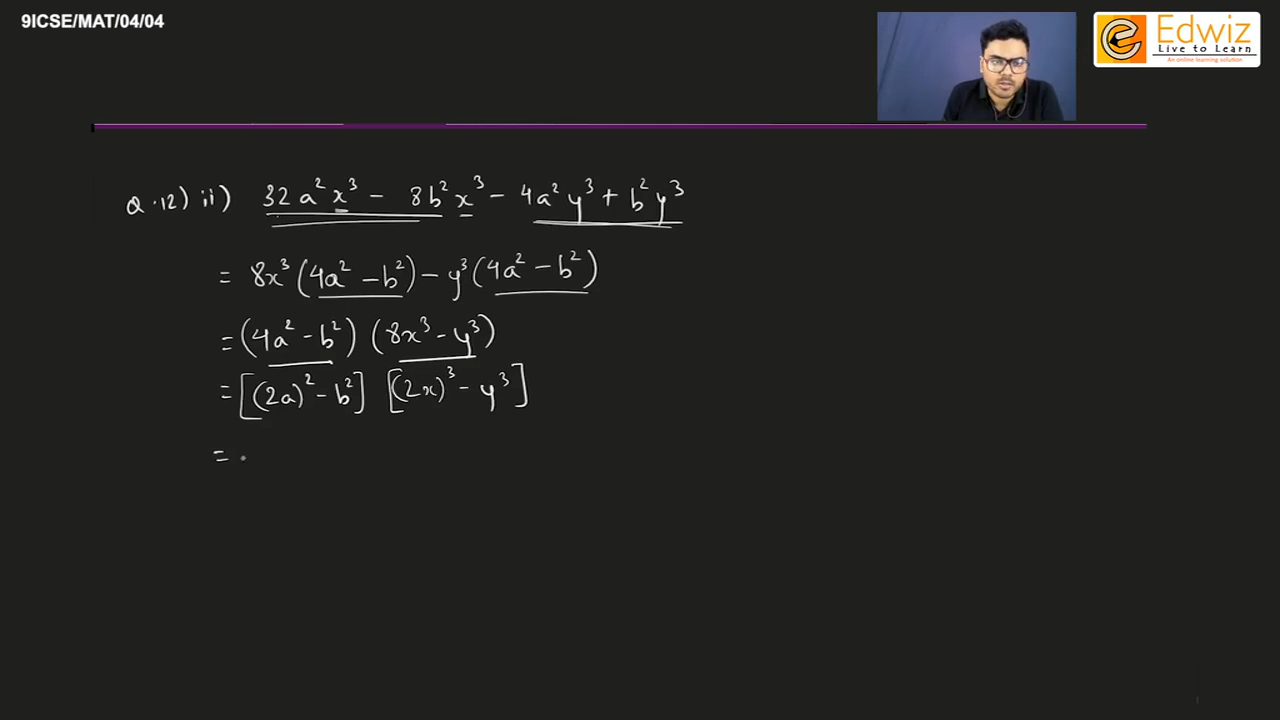 9ICSE/MAT/04/04
Edwiz
Live to Learn
An online learning solution
Q.12) ii) 32a²x³ - 8b²x³ - 4a²y³ + b²y³
= 8x³(4a² - b²) - y³(4a² - b²)
= (4a² - b²) (8x³ - y³)
= [(2a)² - b²] [(2x)³ - y³]
=